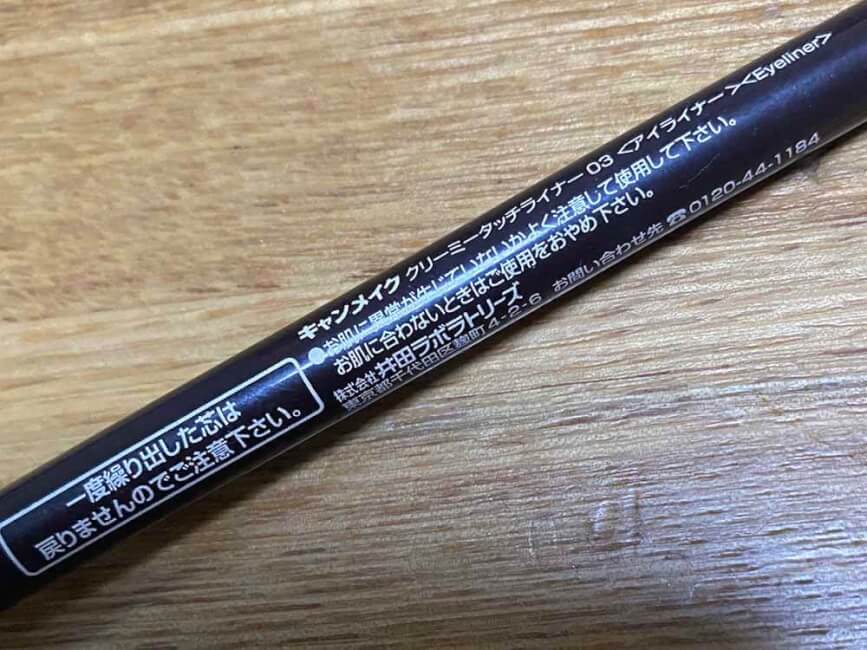 キャンメイク クリーミータッチライナー 03 <アイライナー><Eyeliner>
●お肌に異常が生じていないかよく注意して使用して下さい。
お肌に合わないときはご使用をおやめ下さい。
株式会社 井田ラボラトリーズ
東京都千代田区麹町4-2-6 お問い合わせ先 ☎0120-44-1184
一度繰り出した芯は
戻りませんのでご注意下さい。